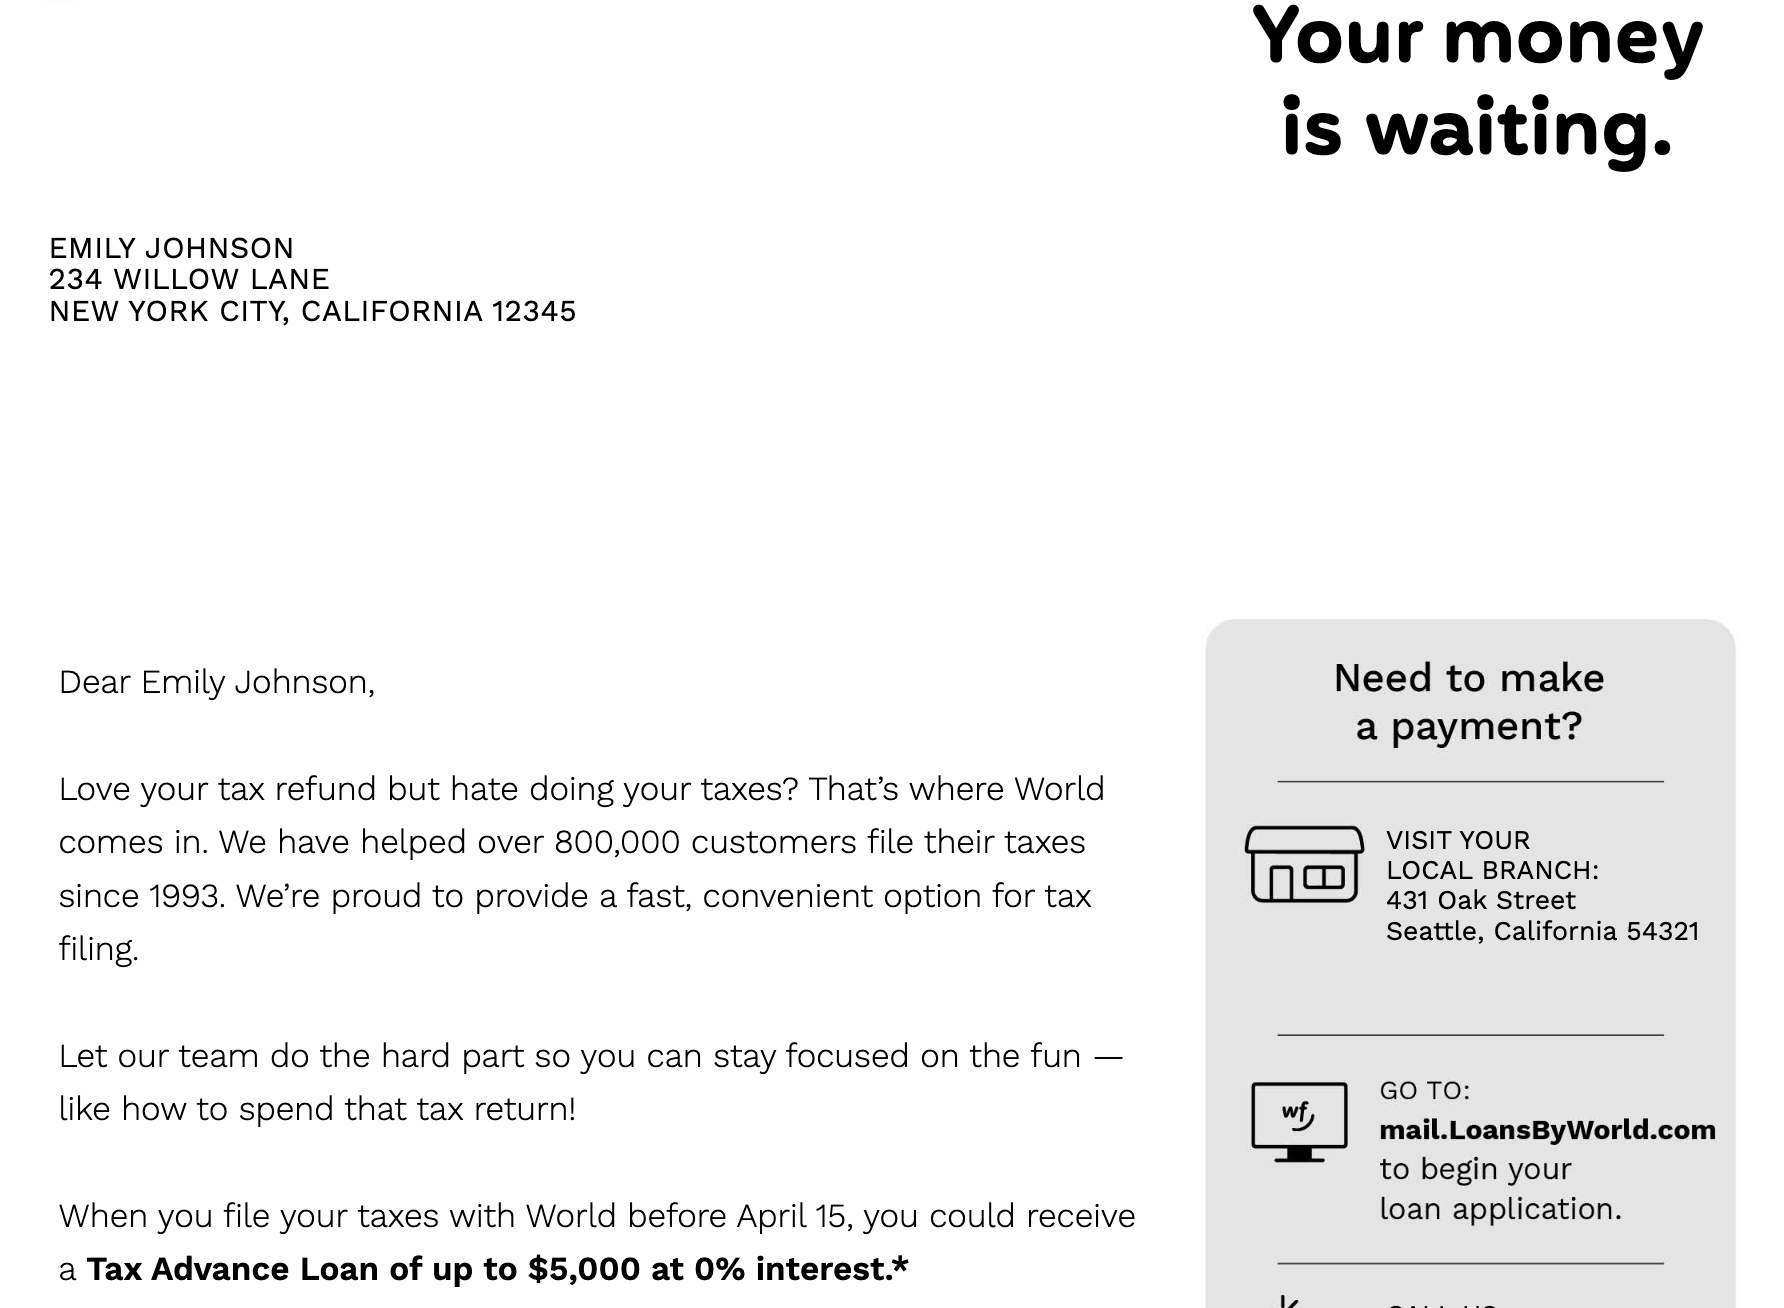 Your money
is waiting.
EMILY JOHNSON
234 WILLOW LANE
NEW YORK CITY, CALIFORNIA 12345
Dear Emily Johnson,
Love your tax refund but hate doing your taxes? That’s where World
comes in. We have helped over 800,000 customers file their taxes
since 1993. We’re proud to provide a fast, convenient option for tax
filing.
Let our team do the hard part so you can stay focused on the fun —
like how to spend that tax return!
When you file your taxes with World before April 15, you could receive
a Tax Advance Loan of up to $5,000 at 0% interest.*
Need to make
a payment?
VISIT YOUR
LOCAL BRANCH:
431 Oak Street
Seattle, California 54321
wf
GO TO:
mail.LoansByWorld.com
to begin your
loan application.